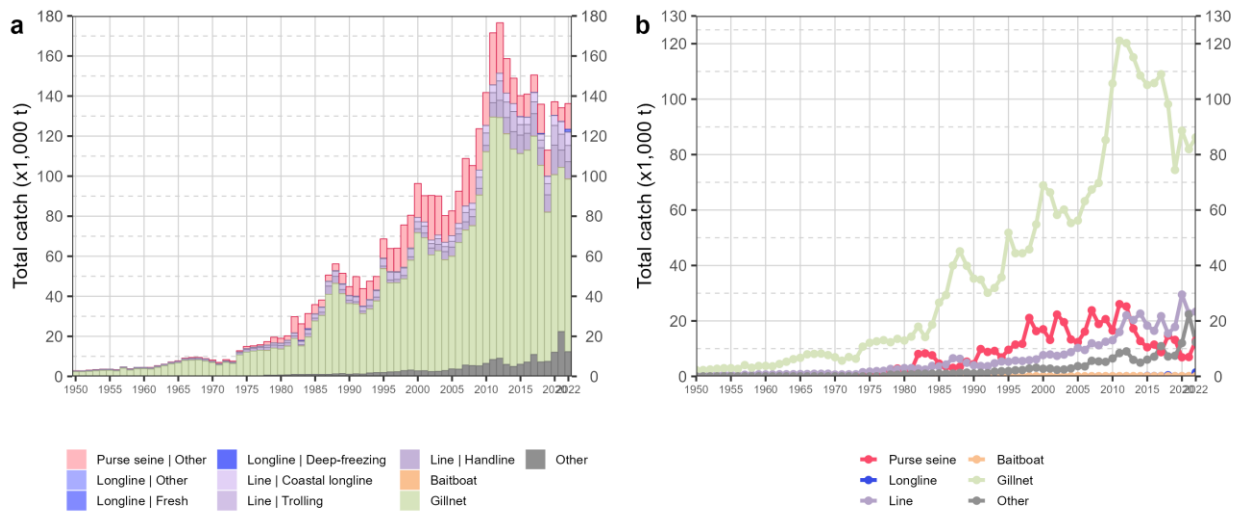 a
Total catch (x1,000 t)
180 160 140 120 100 80 60 40 20 0
180 160 140 120 100 80 60 40 20 0
1950 1955 1960 1965 1970 1975 1980 1985 1990 1995 2000 2005 2010 2015 2022
Purse seine | Other Longline | Deep-freezing Line | Handline Other
Longline | Other Line | Coastal longline Baitboat
Longline | Fresh Line | Trolling Gillnet
b
Total catch (x1,000 t)
130 120 100 80 60 40 20 0
130 120 100 80 60 40 20 0
1950 1955 1960 1965 1970 1975 1980 1985 1990 1995 2000 2005 2010 2015 2022
Purse seine Baitboat
Longline Gillnet
Line Other